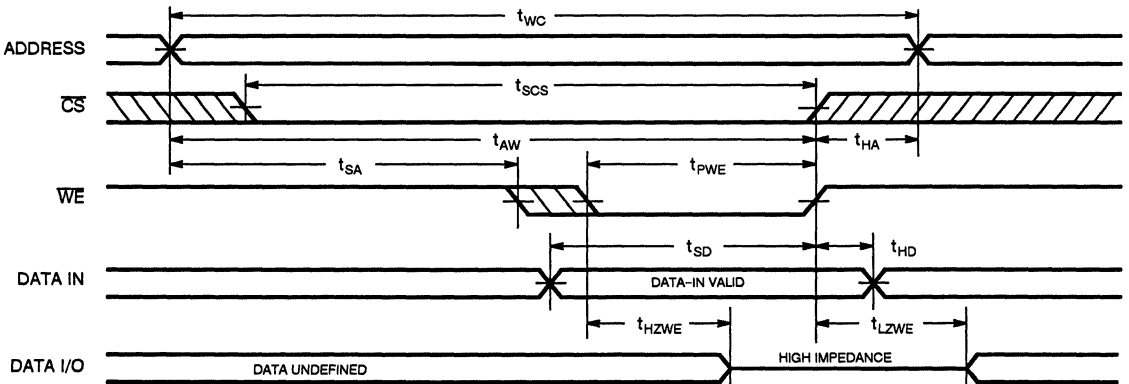 tWC
ADDRESS
tSCS
CS
tAW
tHA
tSA
tPWE
WE
tSD
tHD
DATA IN
DATA–IN VALID
tHZWE
tLZWE
DATA I/O
DATA UNDEFINED
HIGH IMPEDANCE